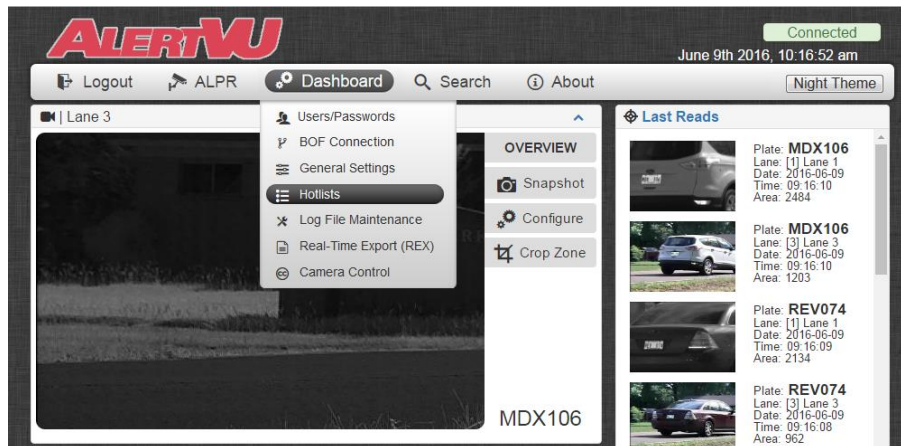 ALERTVU
Connected
June 9th 2016, 10:16:52 am
Logout ALPR Dashboard Search About Night Theme
| Lane 3
Users/Passwords
BOF Connection
General Settings
Hotlists
Log File Maintenance
Real-Time Export (REX)
Camera Control
OVERVIEW
Snapshot
Configure
Crop Zone
MDX106
Last Reads
Plate: MDX106
Lane: [1] Lane 1
Date: 2016-06-09
Time: 09:16:10
Area: 2484
Plate: MDX106
Lane: [3] Lane 3
Date: 2016-06-09
Time: 09:16:10
Area: 1203
Plate: REV074
Lane: [1] Lane 1
Date: 2016-06-09
Time: 09:16:09
Area: 2134
Plate: REV074
Lane: [3] Lane 3
Date: 2016-06-09
Time: 09:16:08
Area: 962